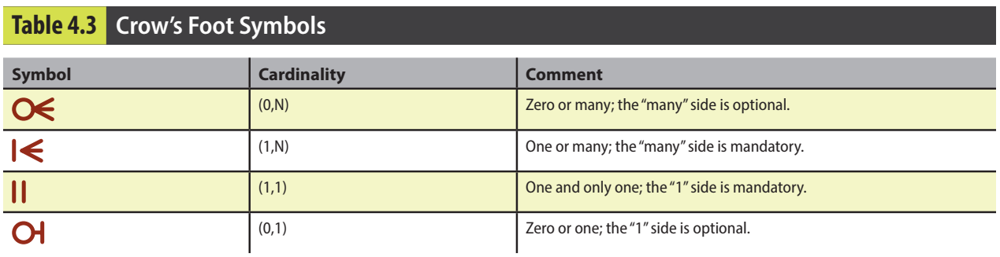 Table 4.3 Crow's Foot Symbols
Symbol Cardinality Comment
(0,N) Zero or many; the “many” side is optional.
(1,N) One or many; the “many” side is mandatory.
(1,1) One and only one; the “1” side is mandatory.
(0,1) Zero or one; the “1” side is optional.